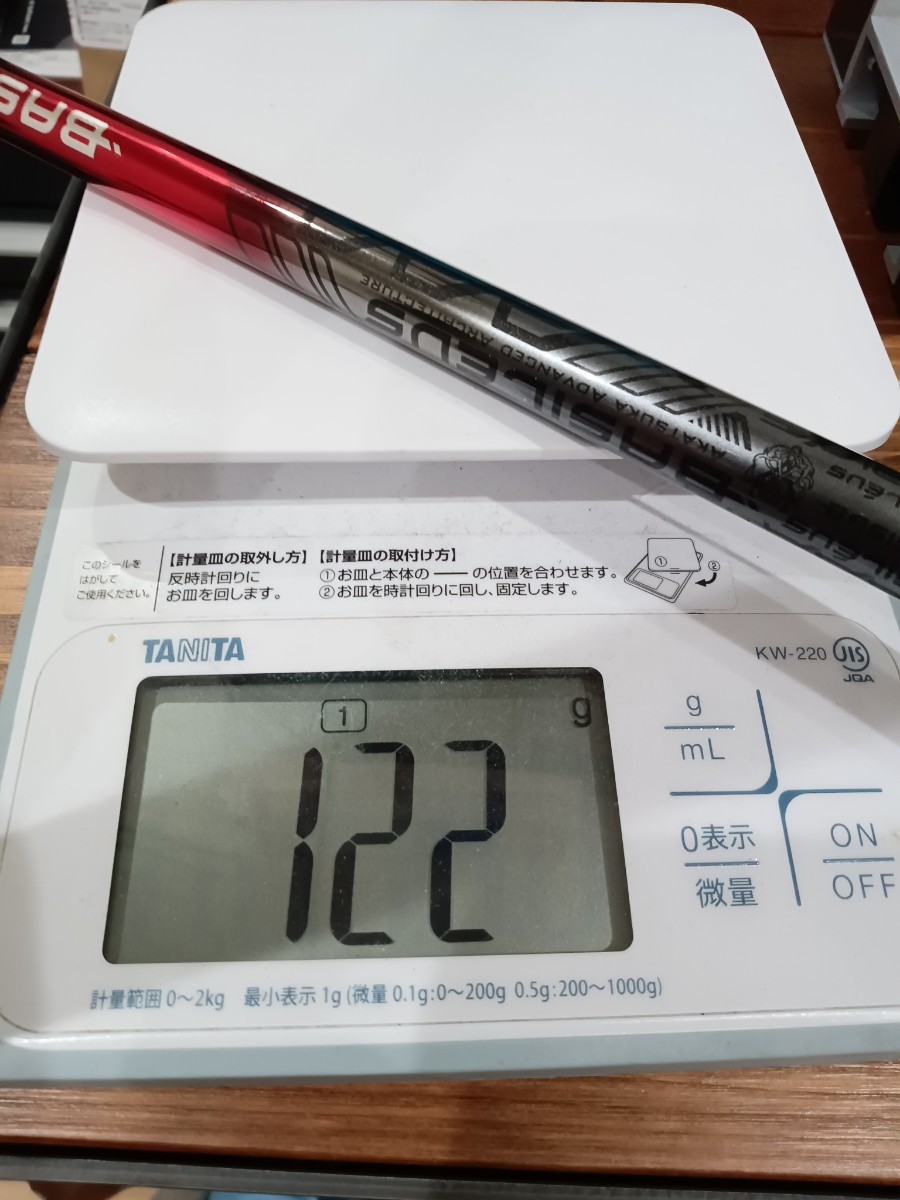 BAS
AKATSUKA ADVANCED ARCHITECTURE
このシールを
はがして
ご使用ください。
【計量皿の取外し方】
反時計回りに
お皿を回します。
【計量皿の取付け方】
①お皿と本体の ―― の位置を合わせます。
②お皿を時計回りに回し、固定します。
①
②
TANITA
KW-220
JIS
JQA
1
g
122
g
mL
0表示
微量
ON
OFF
計量範囲 0～2kg 最小表示 1g (微量 0.1g:0～200g 0.5g:200～1000g)